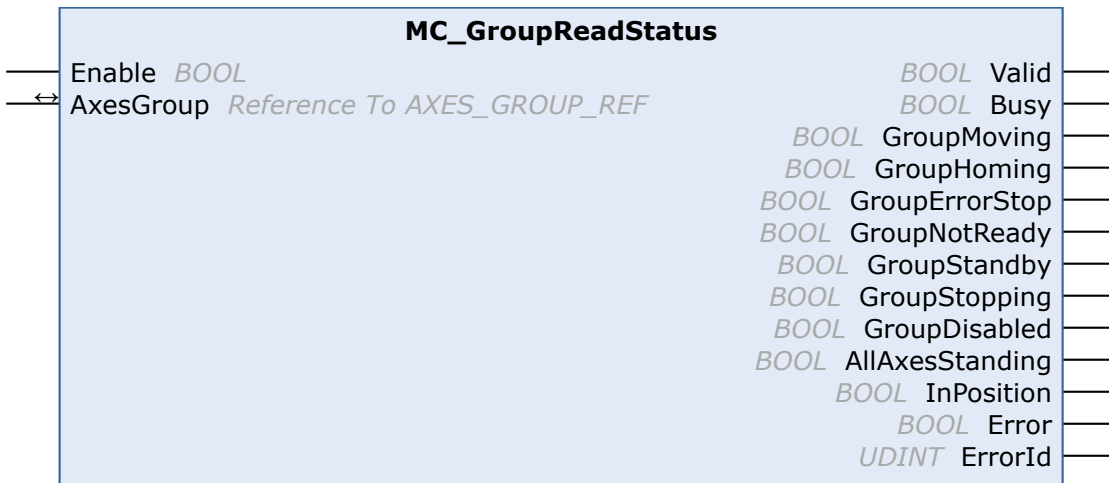 MC_GroupReadStatus
Enable BOOL BOOL Valid
↔ AxesGroup Reference To AXES_GROUP_REF BOOL Busy
BOOL GroupMoving
BOOL GroupHoming
BOOL GroupErrorStop
BOOL GroupNotReady
BOOL GroupStandby
BOOL GroupStopping
BOOL GroupDisabled
BOOL AllAxesStanding
BOOL InPosition
BOOL Error
UDINT ErrorId